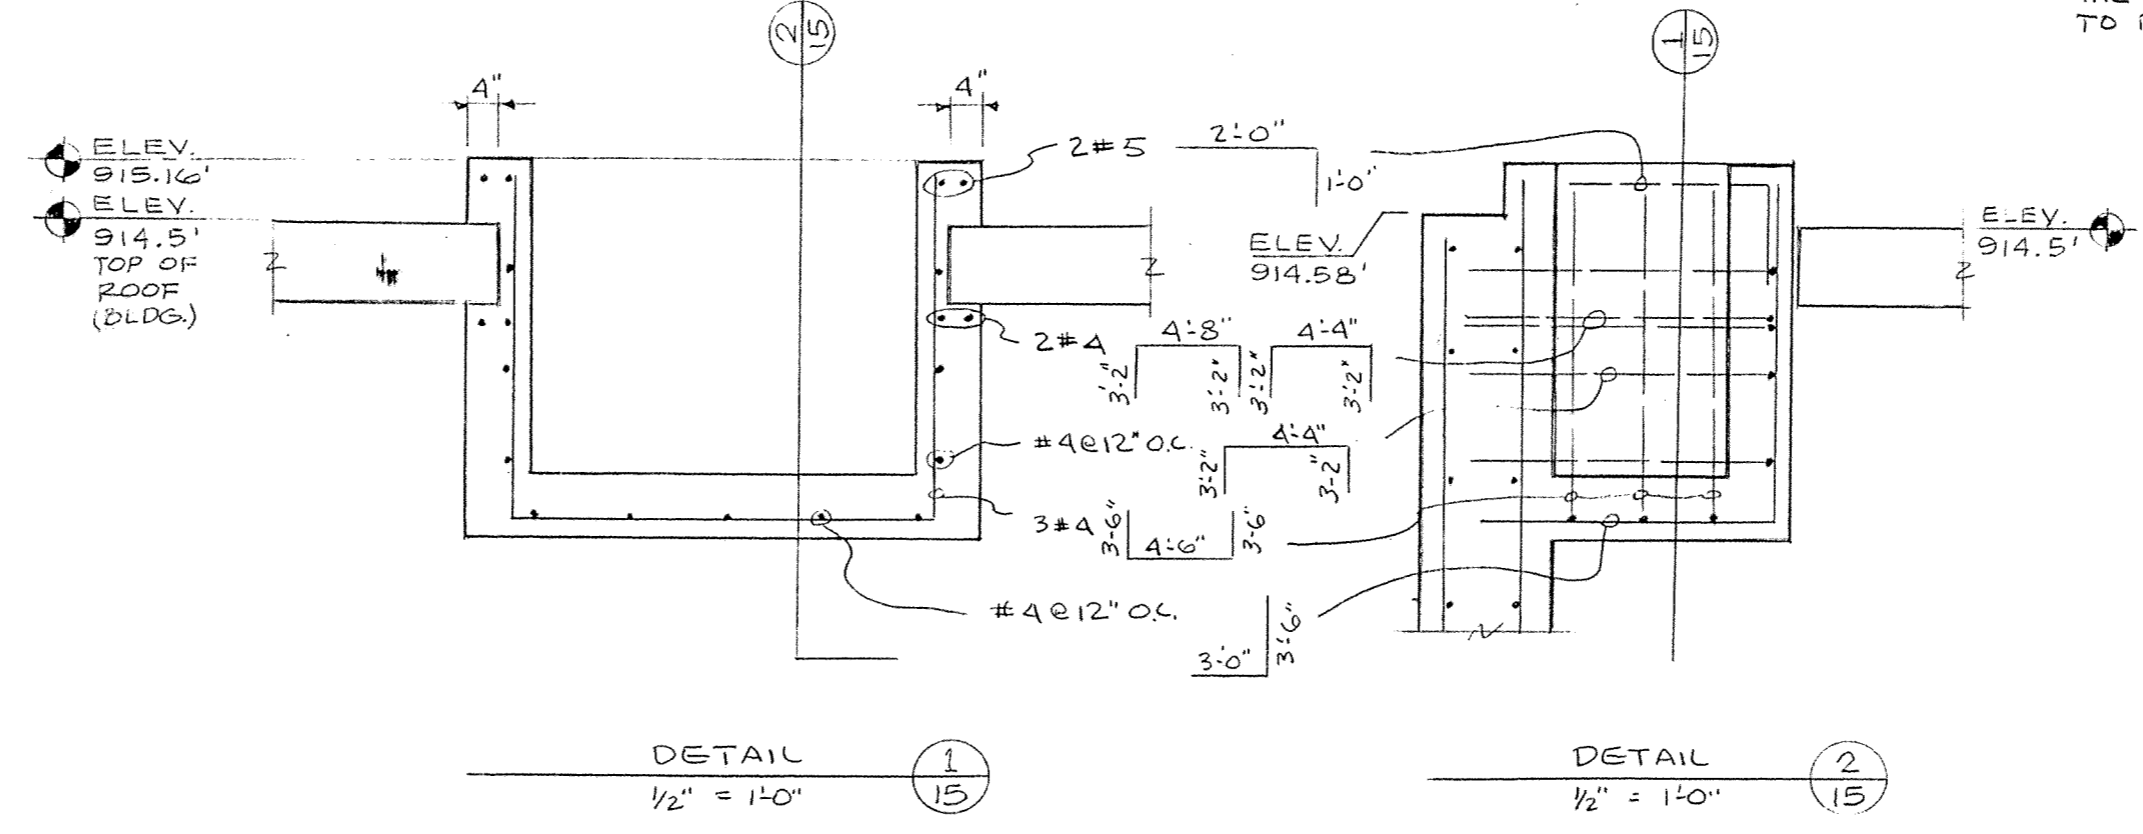 TO
2
15
1
15
4"
4"
ELEV.
915.16'
ELEV.
914.5'
TOP OF
ROOF
(BLDG.)
2#5
2'-0"
1'-0"
ELEV.
914.58'
ELEV.
914.5'
2#4
4'-8"
3'-2"
3'-2"
4'-4"
3'-2"
3'-2"
#4@12" O.C.
4'-4"
3'-2"
3'-2"
3#4
3'-6"
4'-6"
3'-6"
#4@12" O.C.
3'-0"
3'-6"
DETAIL
1/2" = 1'-0"
1
15
DETAIL
1/2" = 1'-0"
2
15